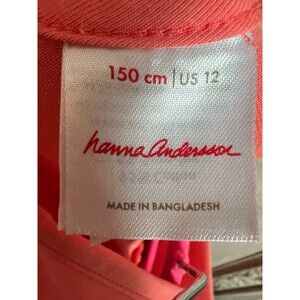 150 cm | US 12
hanna andersson
MADE IN BANGLADESH